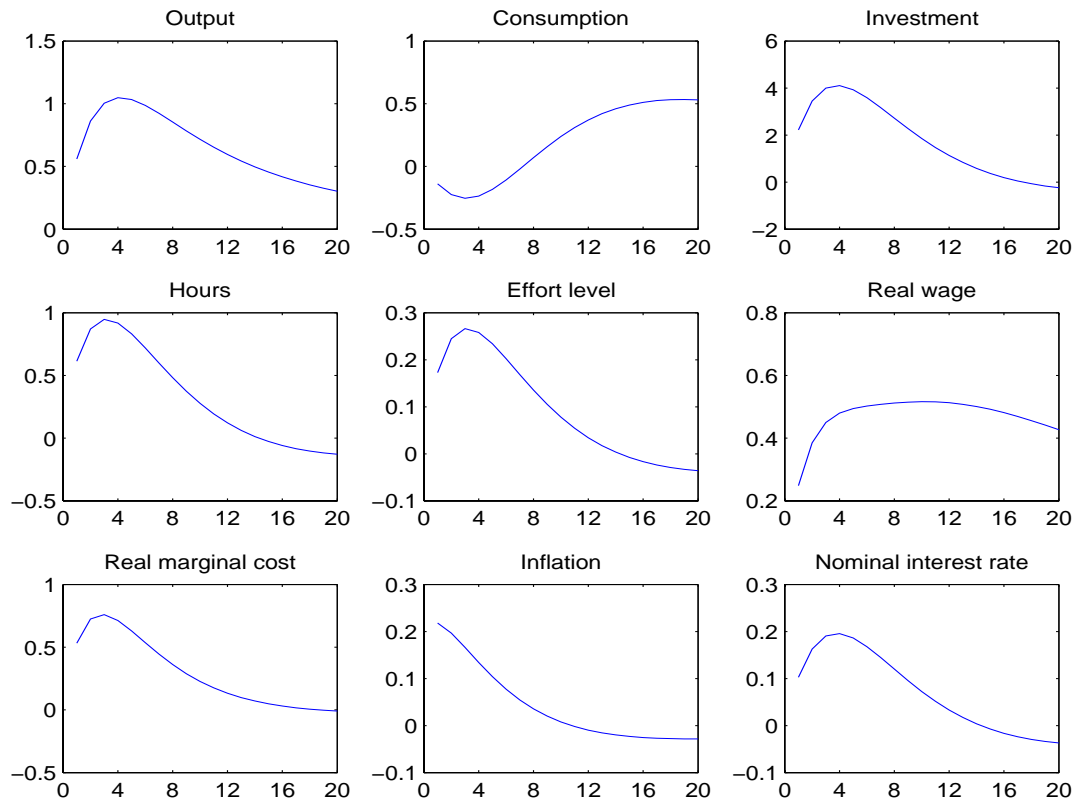 Output
Consumption
Investment
1.5
1
0.5
0
0 4 8 12 16 20
1
0.5
0
−0.5
0 4 8 12 16 20
6
4
2
0
−2
0 4 8 12 16 20
Hours
Effort level
Real wage
1
0.5
0
−0.5
0 4 8 12 16 20
0.3
0.2
0.1
0
−0.1
0 4 8 12 16 20
0.8
0.6
0.4
0.2
0 4 8 12 16 20
Real marginal cost
Inflation
Nominal interest rate
1
0.5
0
−0.5
0 4 8 12 16 20
0.3
0.2
0.1
0
−0.1
0 4 8 12 16 20
0.3
0.2
0.1
0
−0.1
0 4 8 12 16 20